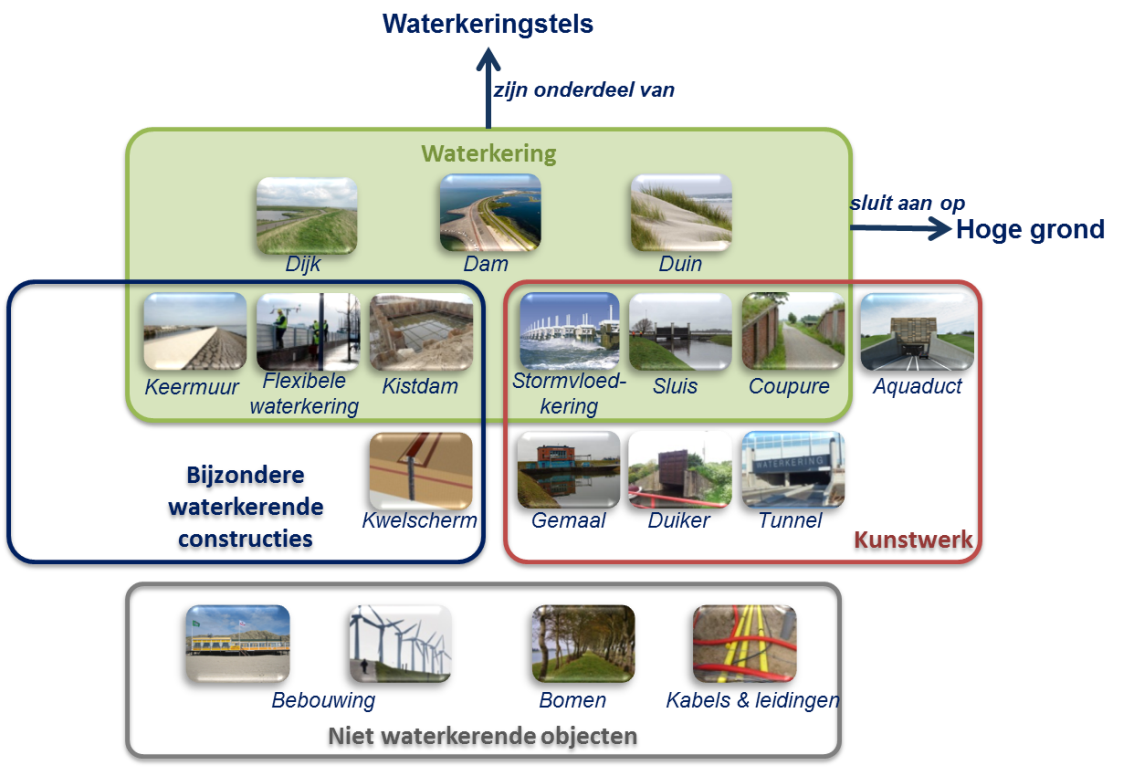 Waterkeringstels
zijn onderdeel van
Waterkering
sluit aan op
Hoge grond
Dijk
Dam
Duin
Keermuur
Flexibele
waterkering
Kistdam
Stormvloed-
kering
Sluis
Coupure
Aquaduct
Bijzondere
waterkerende
constructies
Kwelscherm
WATERKERING
Gemaal
Duiker
Tunnel
Kunstwerk
Bebouwing
Bomen
Kabels & leidingen
Niet waterkerende objecten